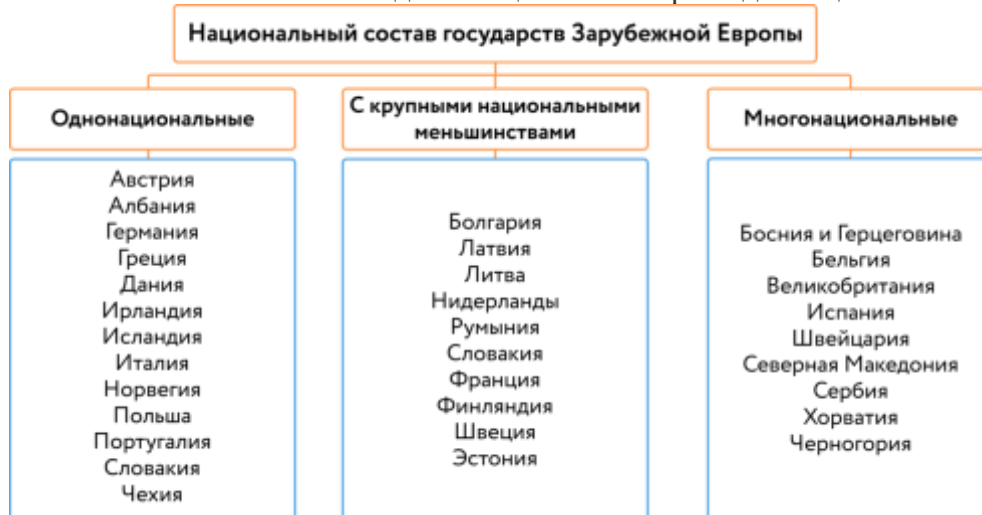 Национальный состав государств Зарубежной Европы
Однонациональные
Австрия
Албания
Германия
Греция
Дания
Ирландия
Исландия
Италия
Норвегия
Польша
Португалия
Словакия
Чехия
С крупными национальными
меньшинствами
Болгария
Латвия
Литва
Нидерланды
Румыния
Словакия
Франция
Финляндия
Швеция
Эстония
Многонациональные
Босния и Герцеговина
Бельгия
Великобритания
Испания
Швейцария
Северная Македония
Сербия
Хорватия
Черногория